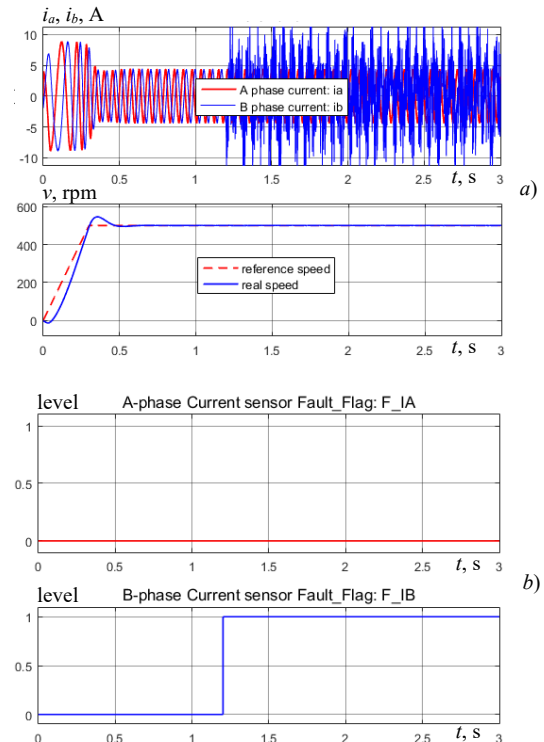 i_a, i_b, A
10
5
0
-5
-10
A phase current: ia
B phase current: ib
0 0.5 1 1.5 2 2.5 3
t, s
a)
v, rpm
600
400
200
0
reference speed
real speed
t, s
0 0.5 1 1.5 2 2.5 3
level
A-phase Current sensor Fault_Flag: F_IA
1
0.5
0
t, s
0 0.5 1 1.5 2 2.5 3
b)
level
B-phase Current sensor Fault_Flag: F_IB
1
0.5
0
0 0.5 1 1.5 2 2.5 3
t, s